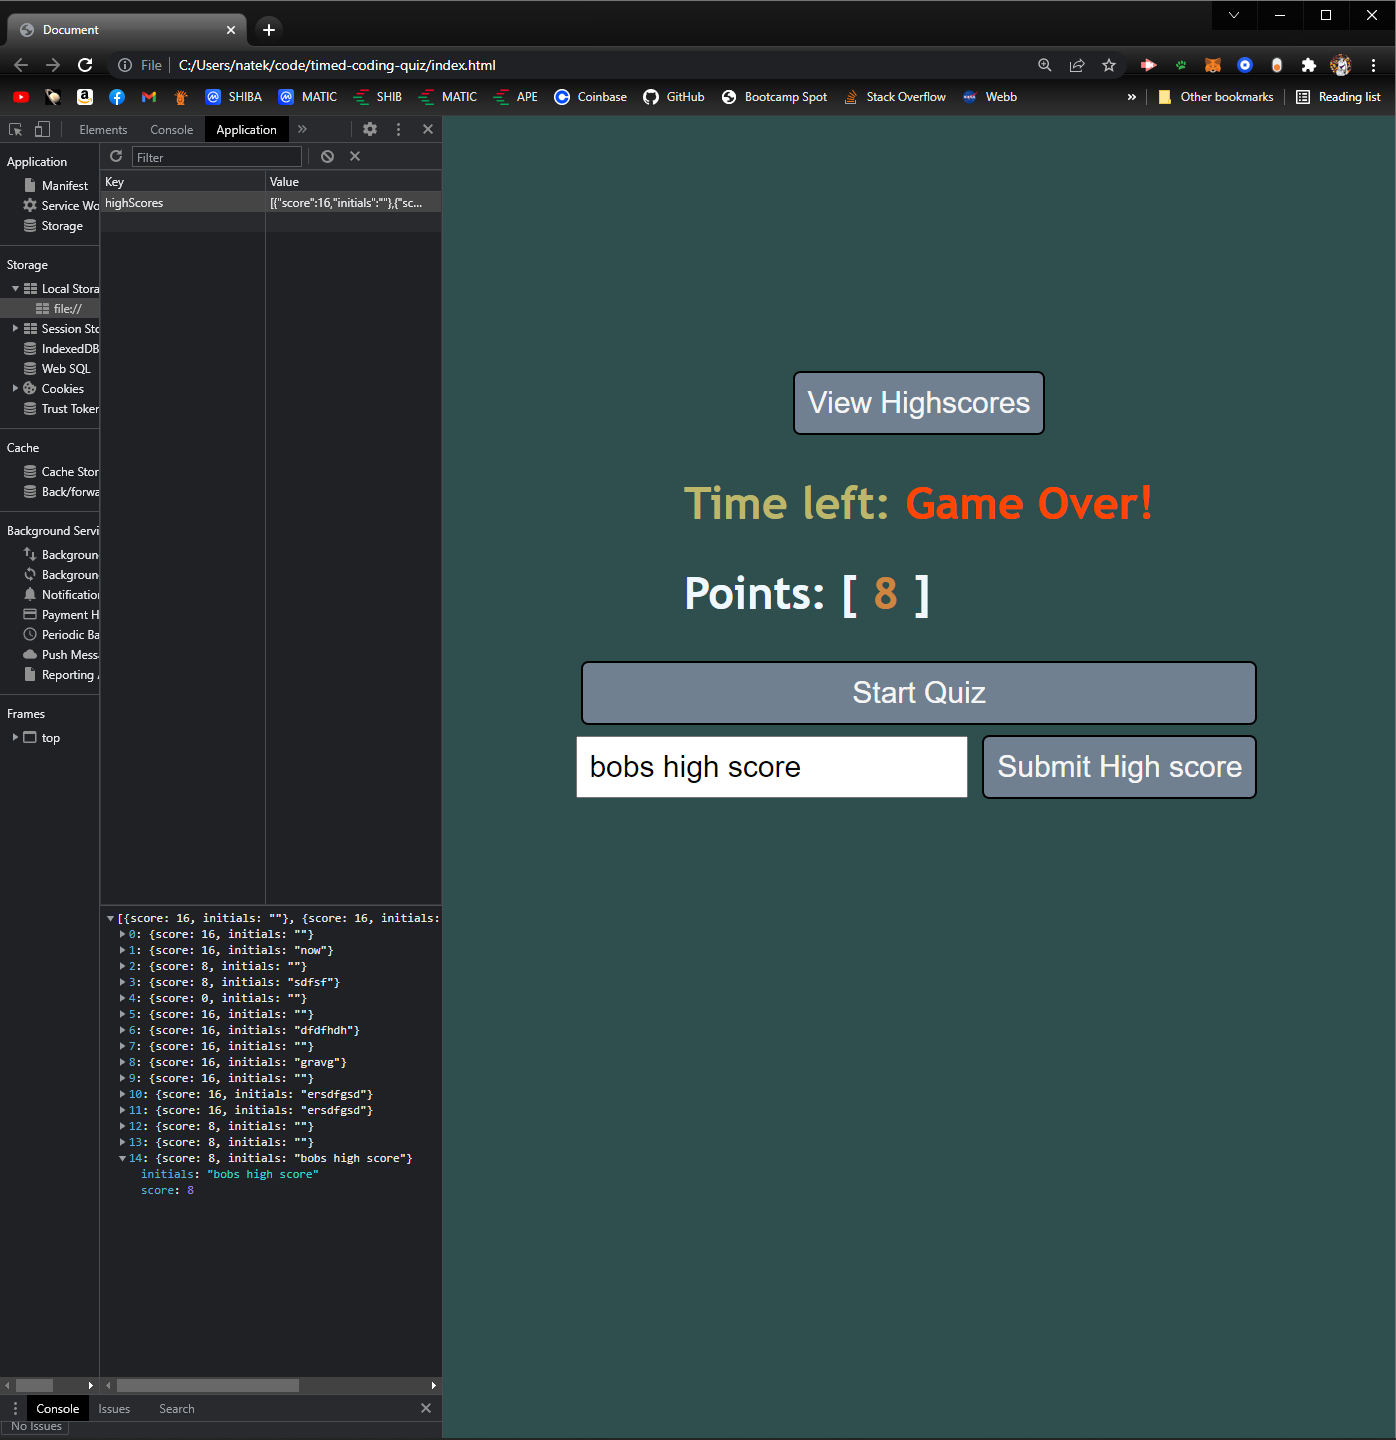 Document
File
C:/Users/natek/code/timed-coding-quiz/index.html
SHIBA
MATIC
SHIB
MATIC
APE
Coinbase
GitHub
Bootcamp Spot
Stack Overflow
Webb
»
Other bookmarks
Reading list
Elements
Console
Application
»
Filter
Application
Manifest
Service Wo
Storage
Storage
Local Stora
file://
Session Sto
IndexedDB
Web SQL
Cookies
Trust Token
Cache
Cache Stor
Back/forwa
Background Servi
Background
Background
Notification
Payment H
Periodic Ba
Push Mess
Reporting A
Frames
top
Key
Value
highScores
[{"score":16,"initials":""},{"sc...
[{score: 16, initials: ""}, {score: 16, initials:
0: {score: 16, initials: ""}
1: {score: 16, initials: "now"}
2: {score: 8, initials: ""}
3: {score: 8, initials: "sdfsf"}
4: {score: 0, initials: ""}
5: {score: 16, initials: ""}
6: {score: 16, initials: "dfdfhdh"}
7: {score: 16, initials: ""}
8: {score: 16, initials: "gravg"}
9: {score: 16, initials: ""}
10: {score: 16, initials: "ersdfgsd"}
11: {score: 16, initials: "ersdfgsd"}
12: {score: 8, initials: ""}
13: {score: 8, initials: ""}
14: {score: 8, initials: "bobs high score"}
initials: "bobs high score"
score: 8
Console
Issues
Search
No Issues
View Highscores
Time left: Game Over!
Points: [ 8 ]
Start Quiz
bobs high score
Submit High score